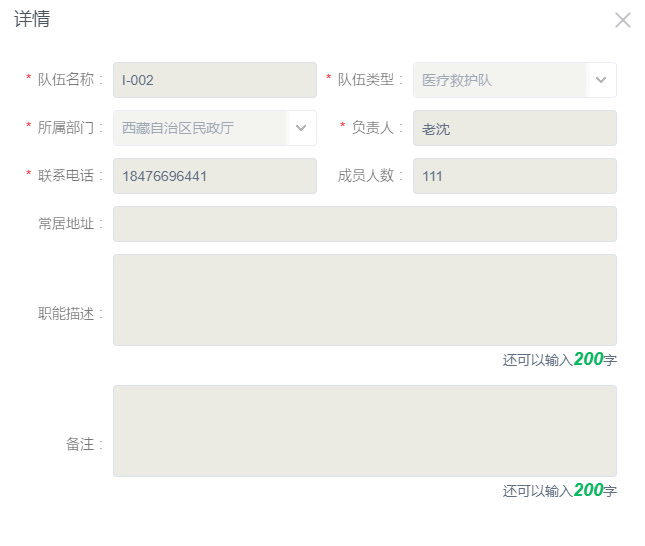 详情
* 队伍名称： I-002 * 队伍类型： 医疗救护队
* 所属部门： 西藏自治区民政厅 * 负责人： 老沈
* 联系电话： 18476696441 成员人数： 111
常居地址：
职能描述：
还可以输入200字
备注：
还可以输入200字